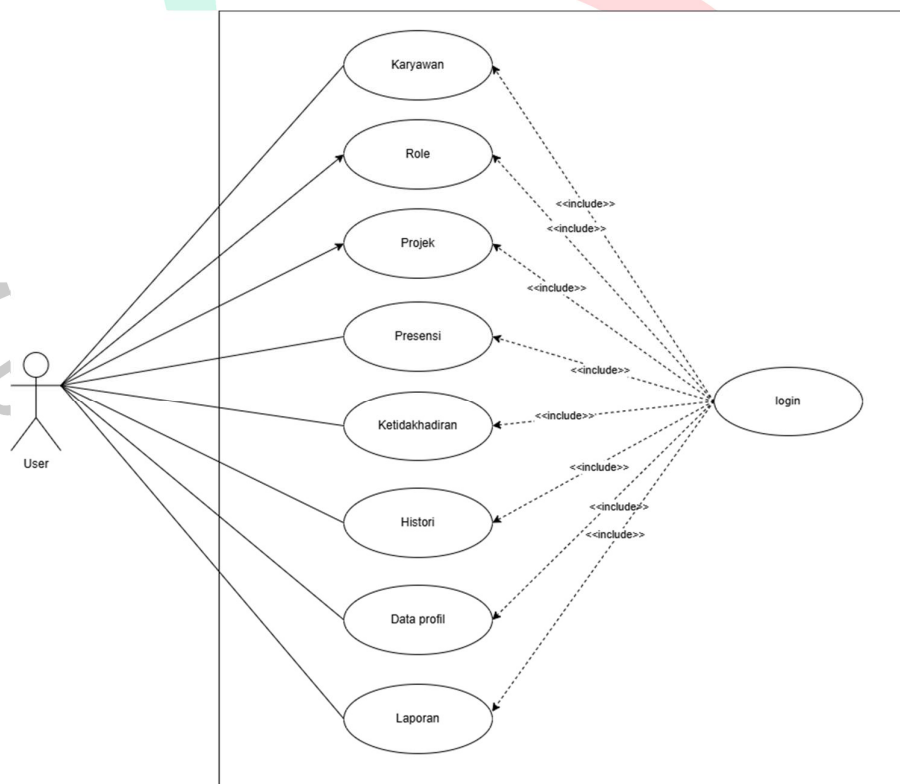 Karyawan
Role
<<include>>
<<include>>
Projek
<<include>>
Presensi
<<include>>
login
<<include>>
Ketidakhadiran
User
<<include>>
<<include>>
Histori
<<include>>
Data profil
Laporan